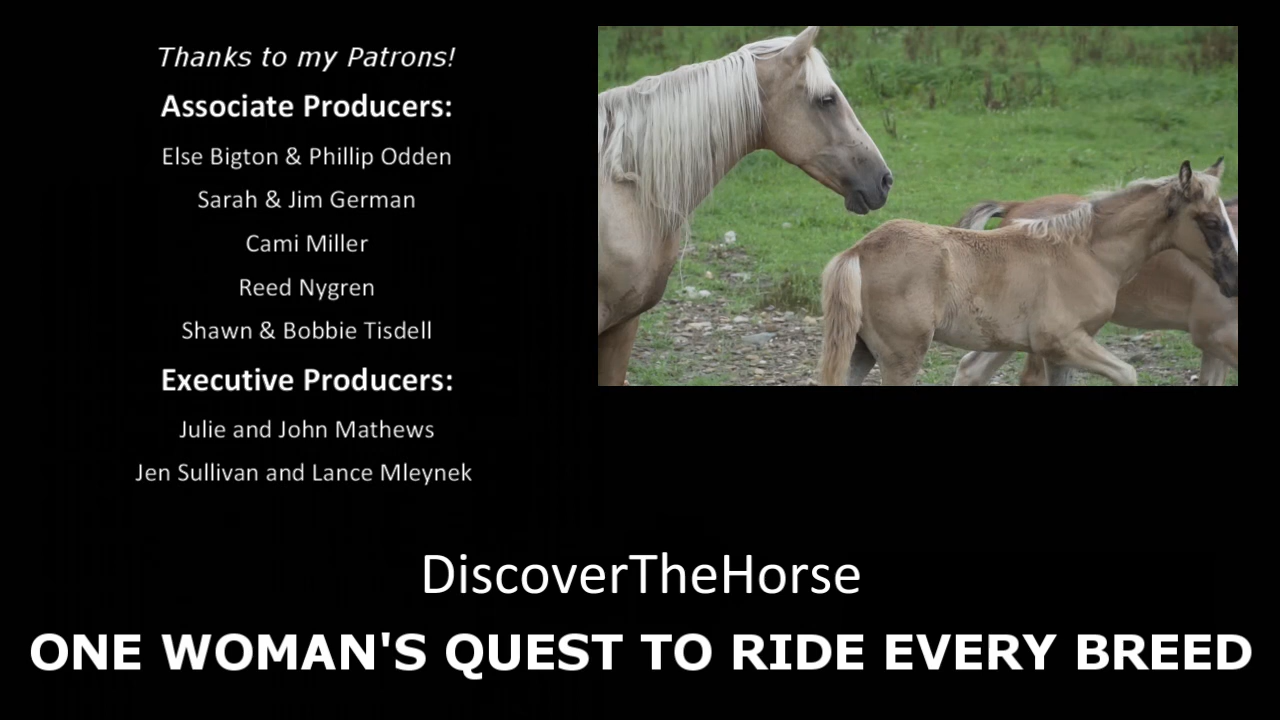 Thanks to my Patrons!
Associate Producers:
Else Bigton & Phillip Odden
Sarah & Jim German
Cami Miller
Reed Nygren
Shawn & Bobbie Tisdell
Executive Producers:
Julie and John Mathews
Jen Sullivan and Lance Mleynek
DiscoverTheHorse
ONE WOMAN'S QUEST TO RIDE EVERY BREED